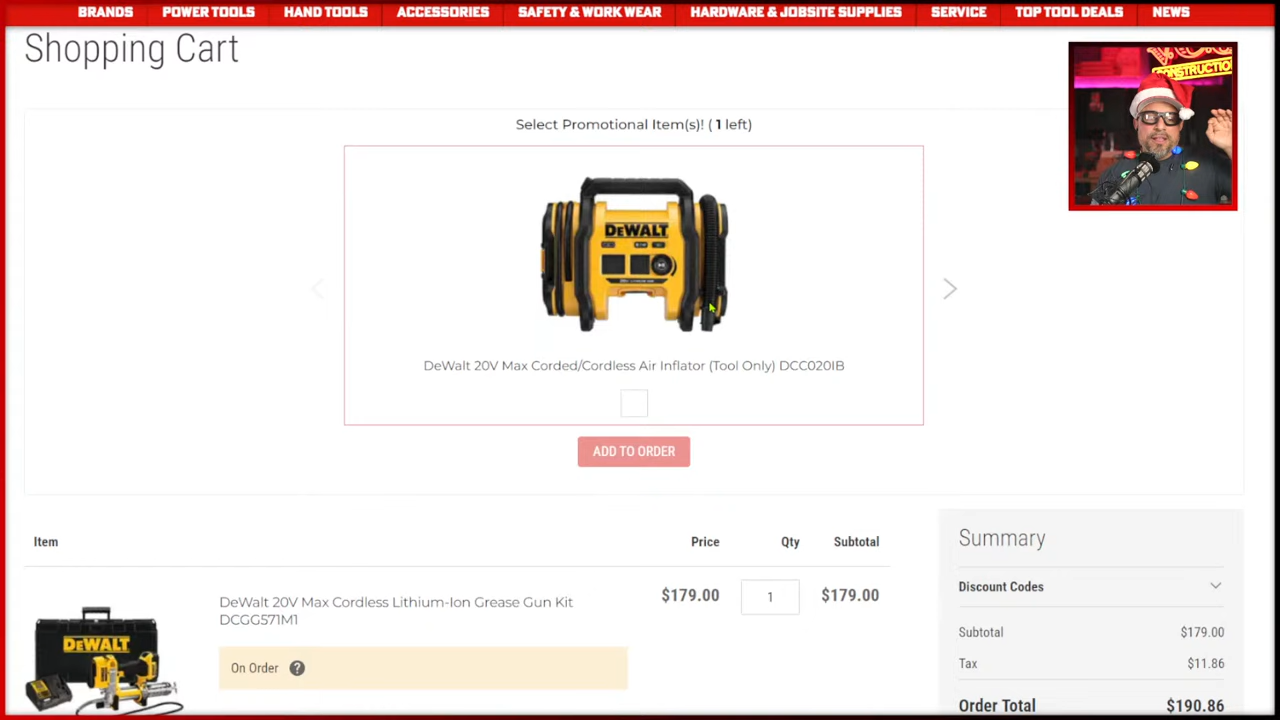 BRANDS POWER TOOLS HAND TOOLS ACCESSORIES SAFETY & WORK WEAR HARDWARE & JOBSITE SUPPLIES SERVICE TOP TOOL DEALS NEWS
Shopping Cart
CONSTRUCTION
Select Promotional Item(s)! ( 1 left)
DEWALT
DeWalt 20V Max Corded/Cordless Air Inflator (Tool Only) DCC020IB
ADD TO ORDER
Item Price Qty Subtotal
DeWalt 20V Max Cordless Lithium-Ion Grease Gun Kit
DCGG571M1
$179.00 1 $179.00
On Order ?
DEWALT
Summary
Discount Codes
Subtotal $179.00
Tax $11.86
Order Total $190.86